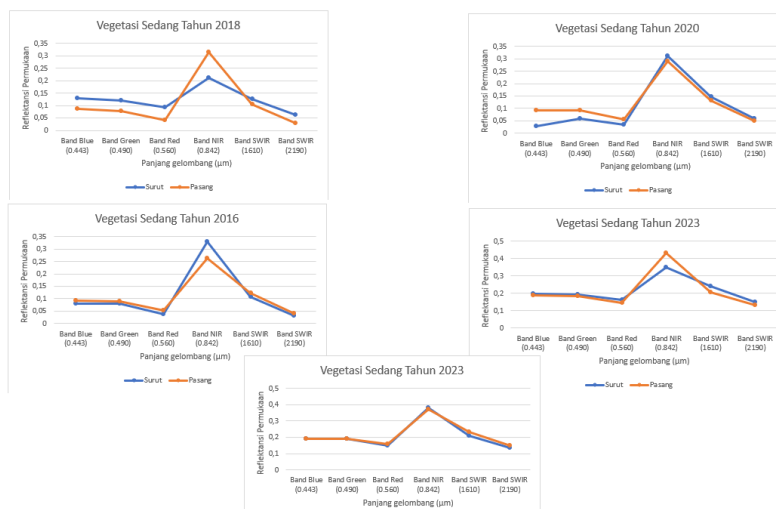 Vegetasi Sedang Tahun 2018
Reflektansi Permukaan
0,35
0,3
0,25
0,2
0,15
0,1
0,05
0
Band Blue Band Green Band Red Band NIR Band SWIR Band SWIR
(0.443) (0.490) (0.560) (0.842) (1610) (2190)
Panjang gelombang (µm)
Surut Pasang
Vegetasi Sedang Tahun 2020
Reflektansi Permukaan
0,35
0,3
0,25
0,2
0,15
0,1
0,05
0
Band Blue Band Green Band Red Band NIR Band SWIR Band SWIR
(0.443) (0.490) (0.560) (0.842) (1610) (2190)
Panjang gelombang (µm)
Surut Pasang
Vegetasi Sedang Tahun 2016
Reflektansi Permukaan
0,35
0,3
0,25
0,2
0,15
0,1
0,05
0
Band Blue Band Green Band Red Band NIR Band SWIR Band SWIR
(0.443) (0.490) (0.560) (0.842) (1610) (2190)
Panjang gelombang (µm)
Surut Pasang
Vegetasi Sedang Tahun 2023
Reflektansi Permukaan
0,5
0,4
0,3
0,2
0,1
0
Band Blue Band Green Band Red Band NIR Band SWIR Band SWIR
(0.443) (0.490) (0.560) (0.842) (1610) (2190)
Panjang gelombang (µm)
Surut Pasang
Vegetasi Sedang Tahun 2023
Reflektansi Permukaan
0,5
0,4
0,3
0,2
0,1
0
Band Blue Band Green Band Red Band NIR Band SWIR Band SWIR
(0.443) (0.490) (0.560) (0.842) (1610) (2190)
Panjang gelombang (µm)
Surut Pasang